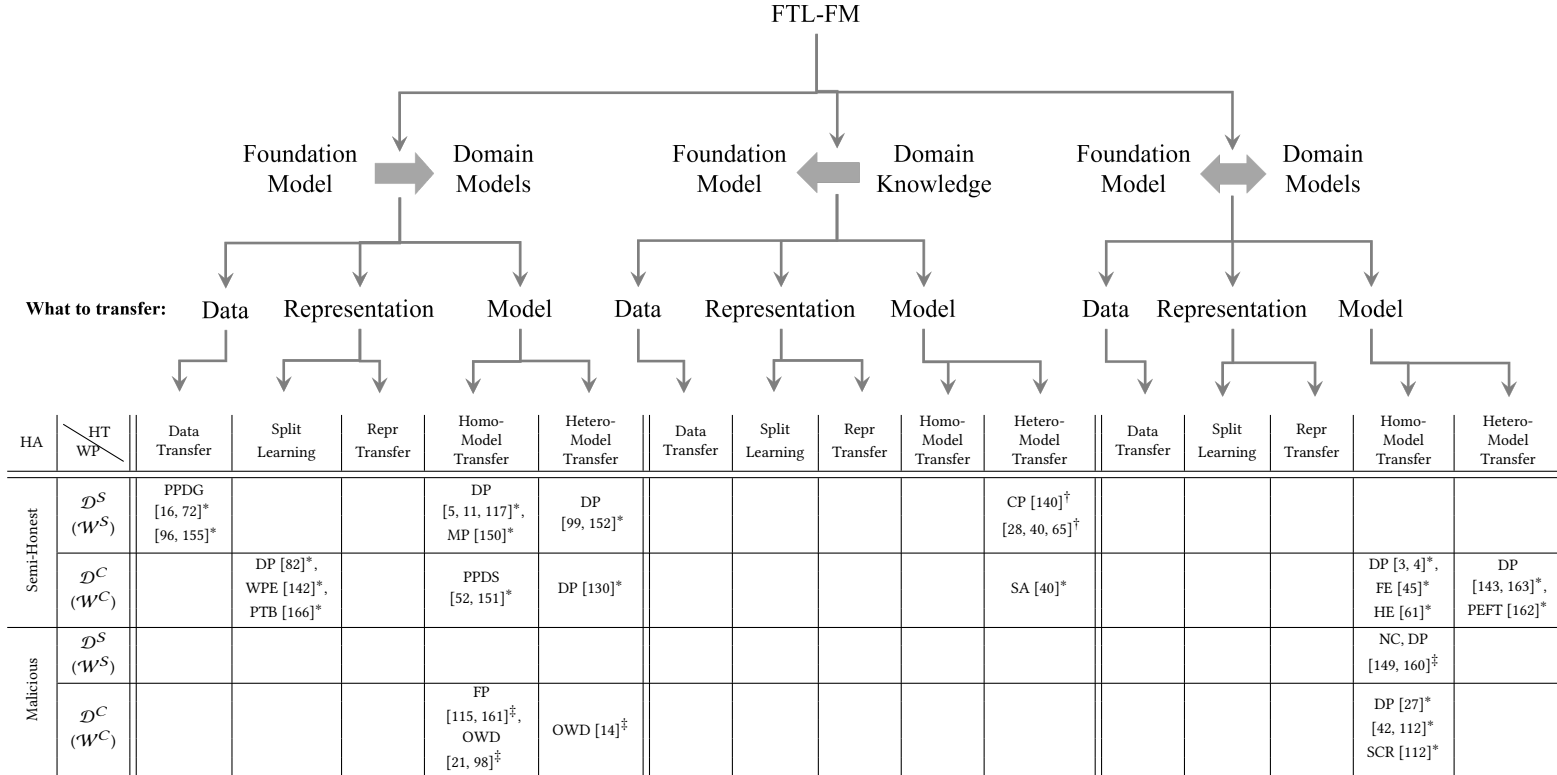 FTL-FM
Foundation Model
Domain Models
Foundation Model
Domain Knowledge
Foundation Model
Domain Models
What to transfer:
Data
Representation
Model
Data
Representation
Model
Data
Representation
Model
HA
HT
WP
Data Transfer
Split Learning
Repr Transfer
Homo-Model Transfer
Hetero-Model Transfer
Data Transfer
Split Learning
Repr Transfer
Homo-Model Transfer
Hetero-Model Transfer
Data Transfer
Split Learning
Repr Transfer
Homo-Model Transfer
Hetero-Model Transfer
Semi-Honest
𝒟^S
(𝒲^S)
PPDG
[16, 72]*
[96, 155]*
DP
[5, 11, 117]*,
MP [150]*
DP
[99, 152]*
CP [140]†
[28, 40, 65]†
𝒟^C
(𝒲^C)
DP [82]*,
WPE [142]*,
PTB [166]*
PPDS
[52, 151]*
DP [130]*
SA [40]*
DP [3, 4]*,
FE [45]*
HE [61]*
DP
[143, 163]*,
PEFT [162]*
Malicious
𝒟^S
(𝒲^S)
NC, DP
[149, 160]‡
𝒟^C
(𝒲^C)
FP
[115, 161]‡,
OWD
[21, 98]‡
OWD [14]‡
DP [27]*
[42, 112]*
SCR [112]*